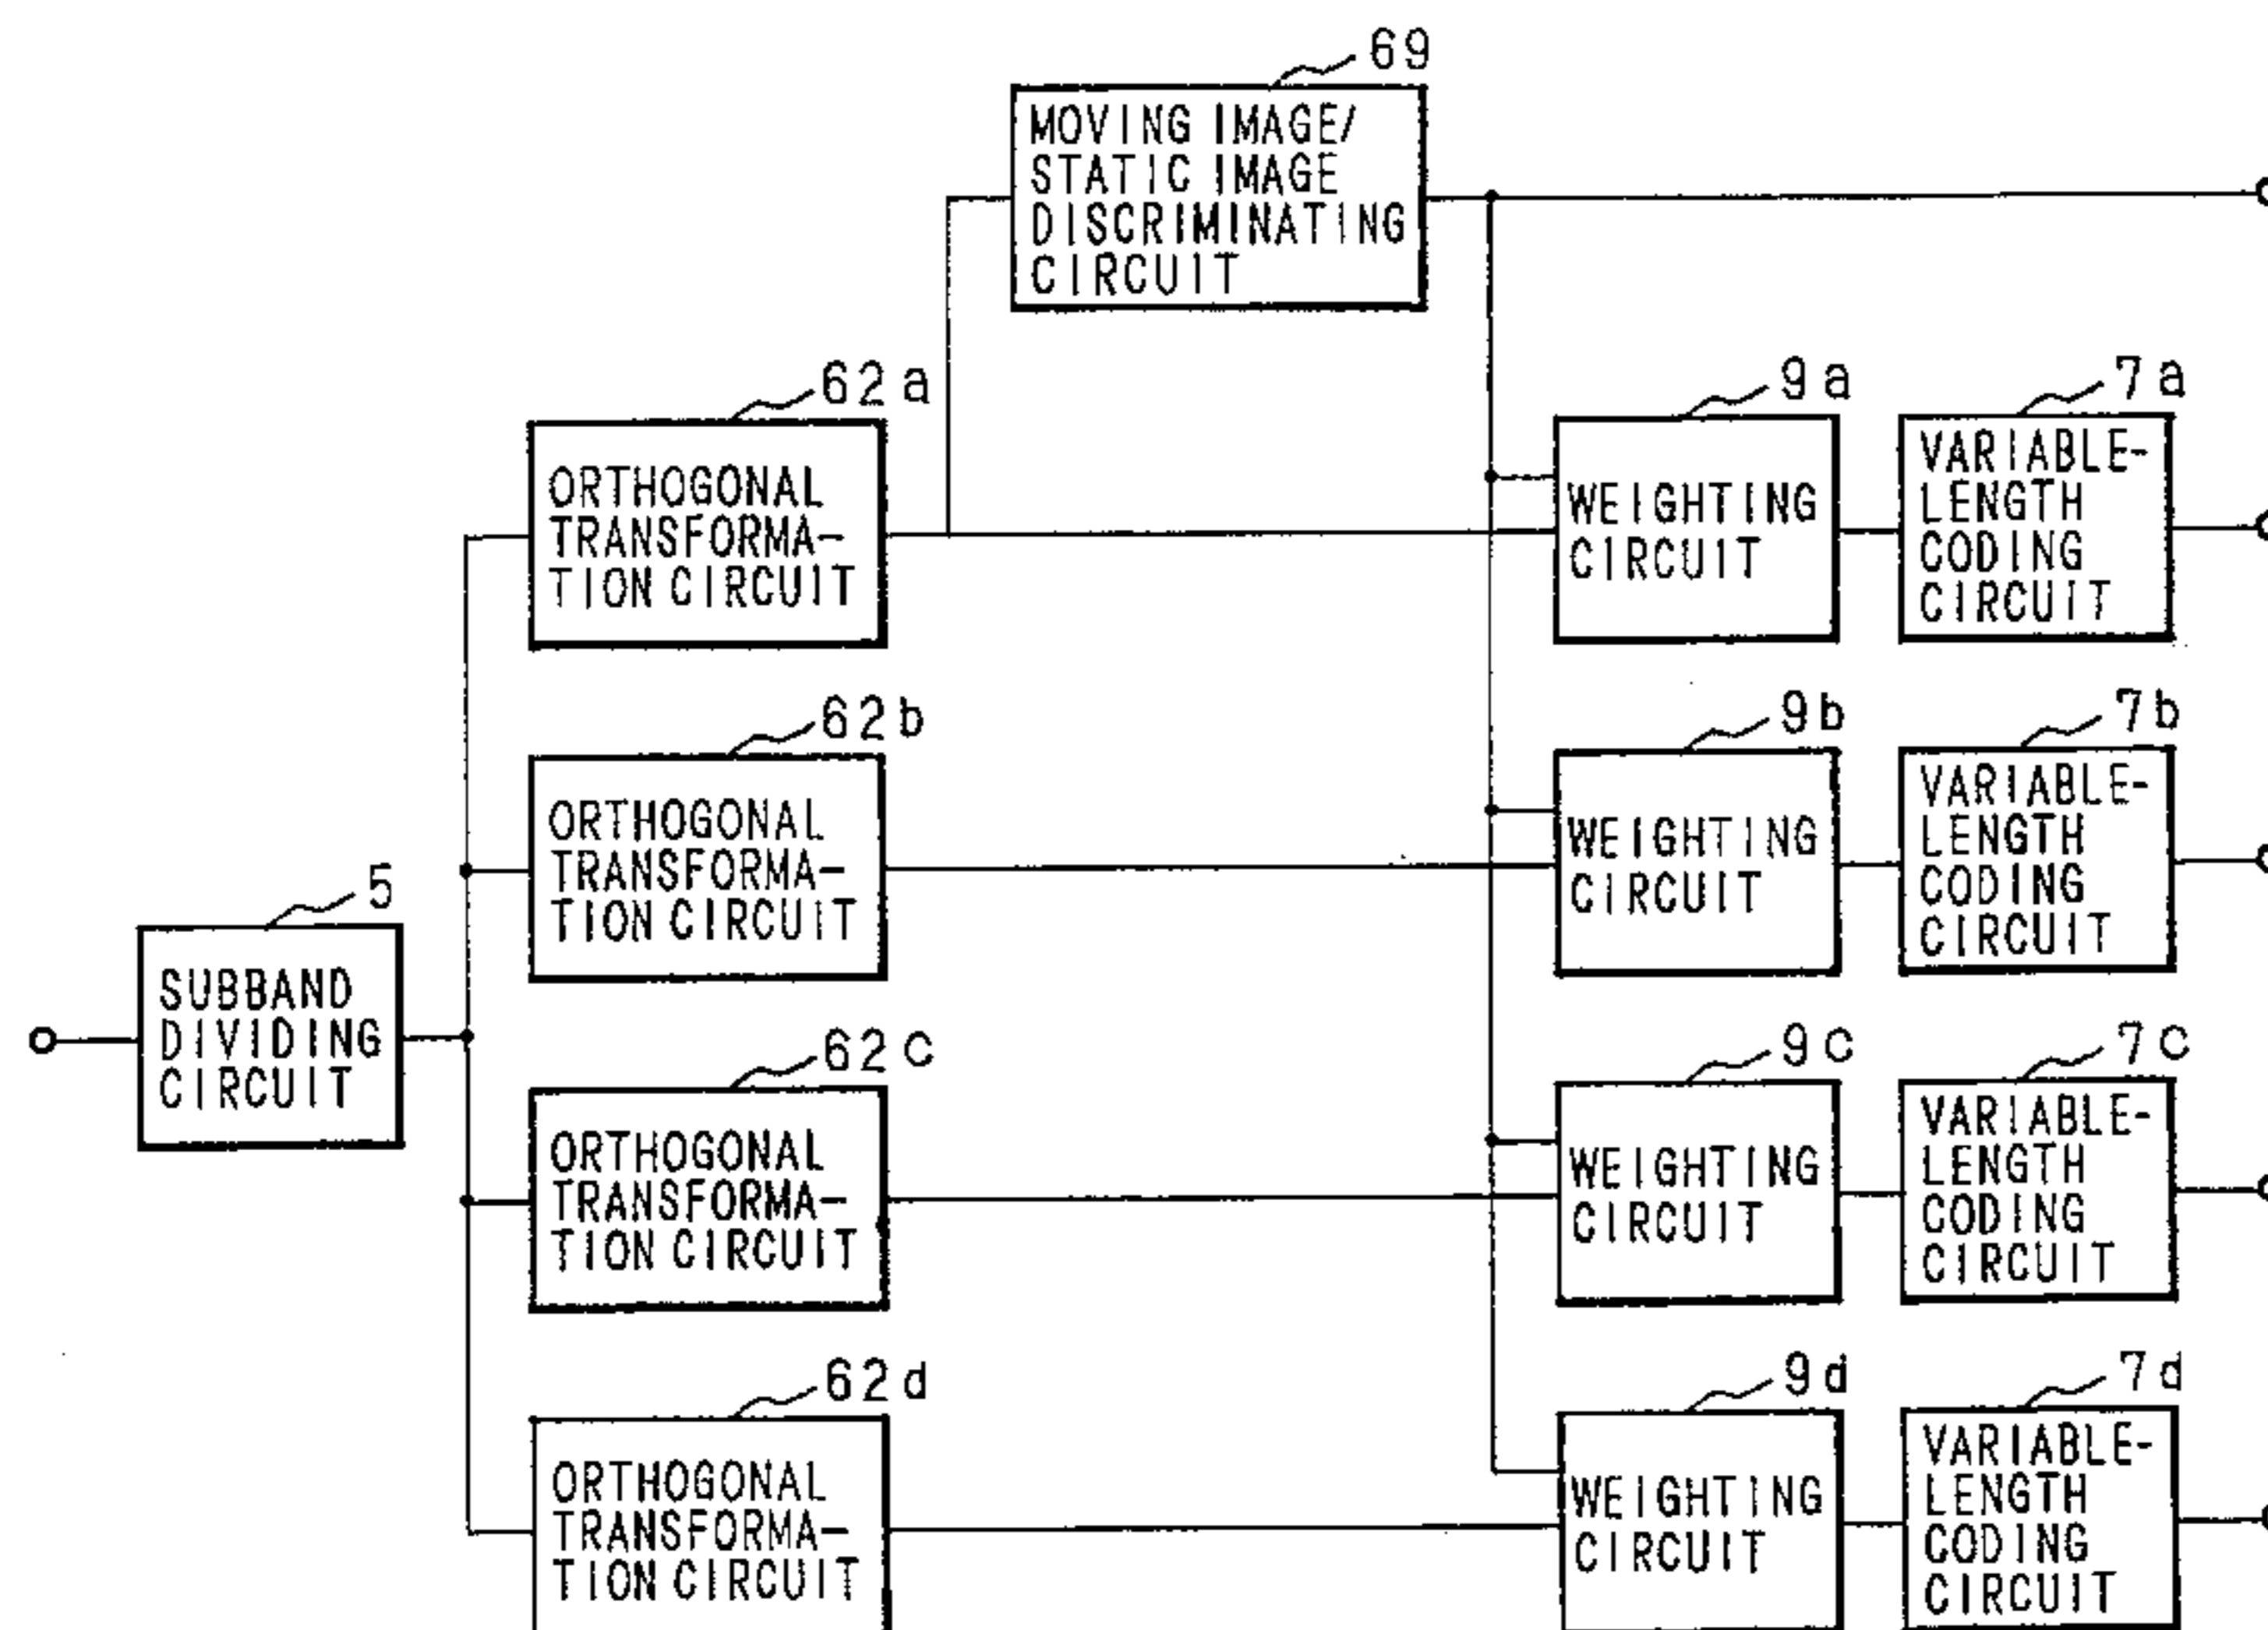 69
MOVING IMAGE/
STATIC IMAGE
DISCRIMINATING
CIRCUIT
62a
ORTHOGONAL
TRANSFORMA-
TION CIRCUIT
9a
WEIGHTING
CIRCUIT
7a
VARIABLE-
LENGTH
CODING
CIRCUIT
62b
ORTHOGONAL
TRANSFORMA-
TION CIRCUIT
9b
WEIGHTING
CIRCUIT
7b
VARIABLE-
LENGTH
CODING
CIRCUIT
5
SUBBAND
DIVIDING
CIRCUIT
62c
ORTHOGONAL
TRANSFORMA-
TION CIRCUIT
9c
WEIGHTING
CIRCUIT
7c
VARIABLE-
LENGTH
CODING
CIRCUIT
62d
ORTHOGONAL
TRANSFORMA-
TION CIRCUIT
9d
WEIGHTING
CIRCUIT
7d
VARIABLE-
LENGTH
CODING
CIRCUIT